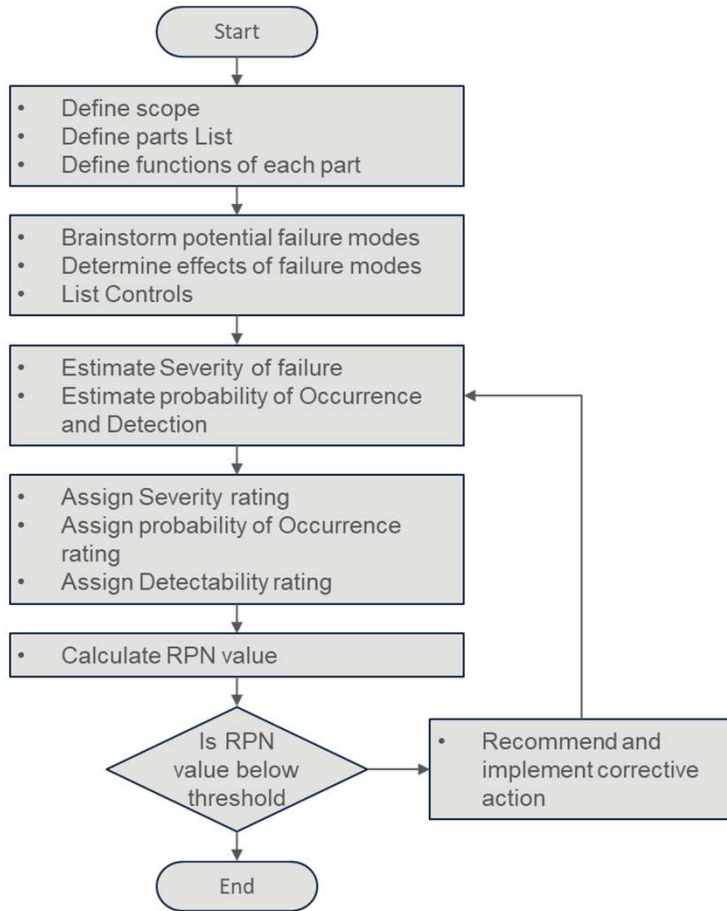 Start
• Define scope
• Define parts List
• Define functions of each part
• Brainstorm potential failure modes
• Determine effects of failure modes
• List Controls
• Estimate Severity of failure
• Estimate probability of Occurrence
and Detection
• Assign Severity rating
• Assign probability of Occurrence
rating
• Assign Detectability rating
• Calculate RPN value
Is RPN
value below
threshold
• Recommend and
implement corrective
action
End